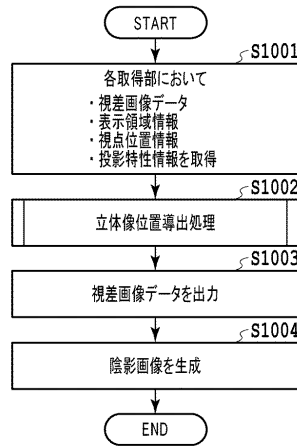 START
S1001
各取得部において
・視差画像データ
・表示領域情報
・視点位置情報
・投影特性情報を取得
S1002
立体像位置導出処理
S1003
視差画像データを出力
S1004
陰影画像を生成
END